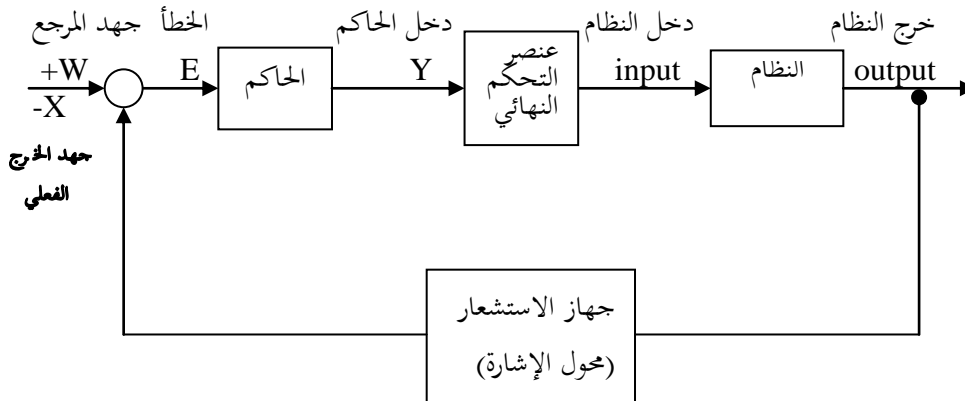 جهد المرجع الخطأ دخل الحاكم دخل النظام خرج النظام
+W E Y input output
-X
الحاكم
عنصر
التحكم
النهائي
النظام
جهد الخرج
الفعلي
جهاز الاستشعار
(محول الإشارة)